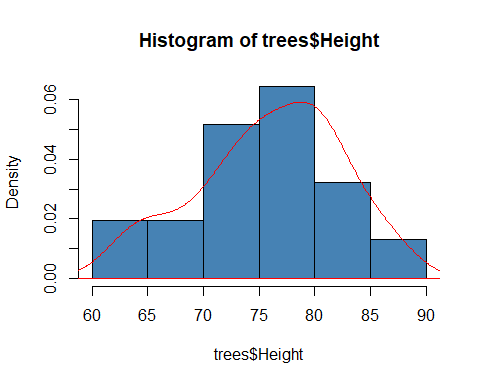 Histogram of trees$Height
Density
0.00 0.02 0.04 0.06
60 65 70 75 80 85 90
trees$Height